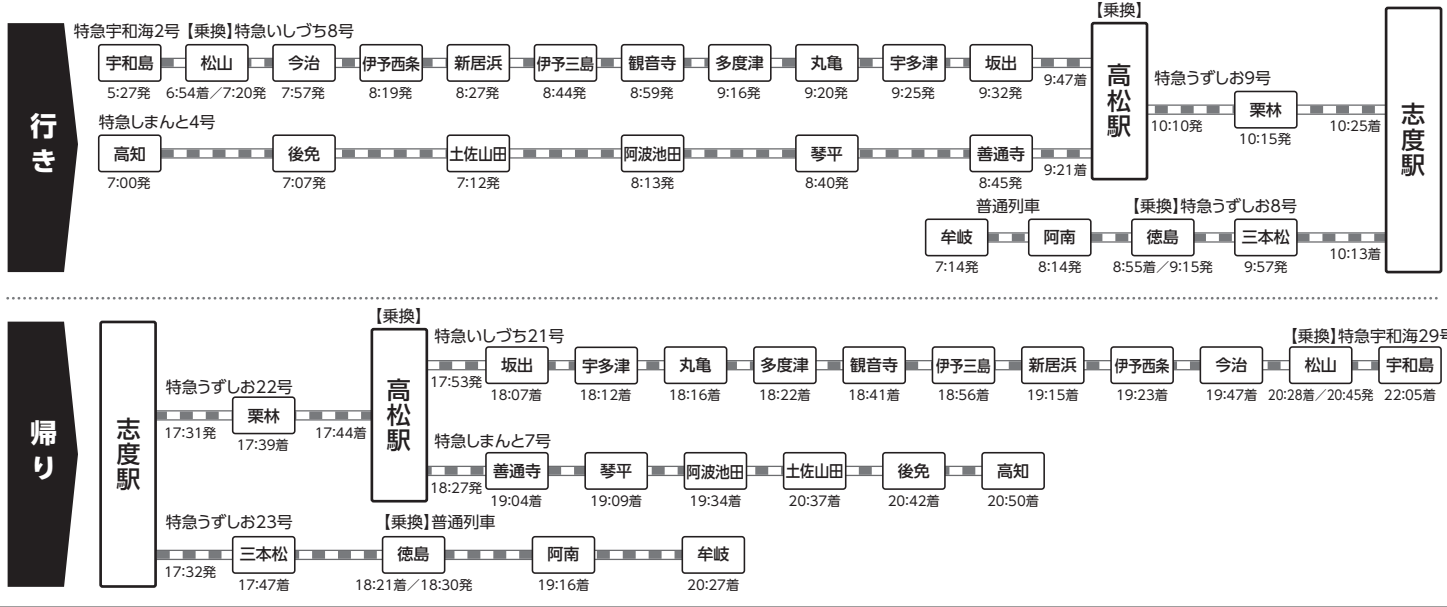 行き
特急宇和海2号【乗換】特急いしづち8号
宇和島 松山 今治 伊予西条 新居浜 伊予三島 観音寺 多度津 丸亀 宇多津 坂出
5:27発 6:54着／7:20発 7:57発 8:19発 8:27発 8:44発 8:59発 9:16発 9:20発 9:25発 9:32発 9:47着
特急しまんと4号
高知 後免 土佐山田 阿波池田 琴平 善通寺
7:00発 7:07発 7:12発 8:13発 8:40発 8:45発 9:21着
【乗換】
高松駅
特急うずしお9号
栗林
10:10発 10:15発 10:25着
普通列車 【乗換】特急うずしお8号
牟岐 阿南 徳島 三本松
7:14発 8:14発 8:55着／9:15発 9:57発 10:13着
志度駅
帰り
志度駅
特急うずしお22号
栗林
17:31発 17:39着 17:44着
【乗換】
高松駅
特急いしづち21号 【乗換】特急宇和海29号
坂出 宇多津 丸亀 多度津 観音寺 伊予三島 新居浜 伊予西条 今治 松山 宇和島
17:53発 18:07着 18:12着 18:16着 18:22着 18:41着 18:56着 19:15着 19:23着 19:47着 20:28着／20:45発 22:05着
特急しまんと7号
善通寺 琴平 阿波池田 土佐山田 後免 高知
18:27発 19:04着 19:09着 19:34着 20:37着 20:42着 20:50着
特急うずしお23号 【乗換】普通列車
三本松 徳島 阿南 牟岐
17:32発 17:47着 18:21着／18:30発 19:16着 20:27着